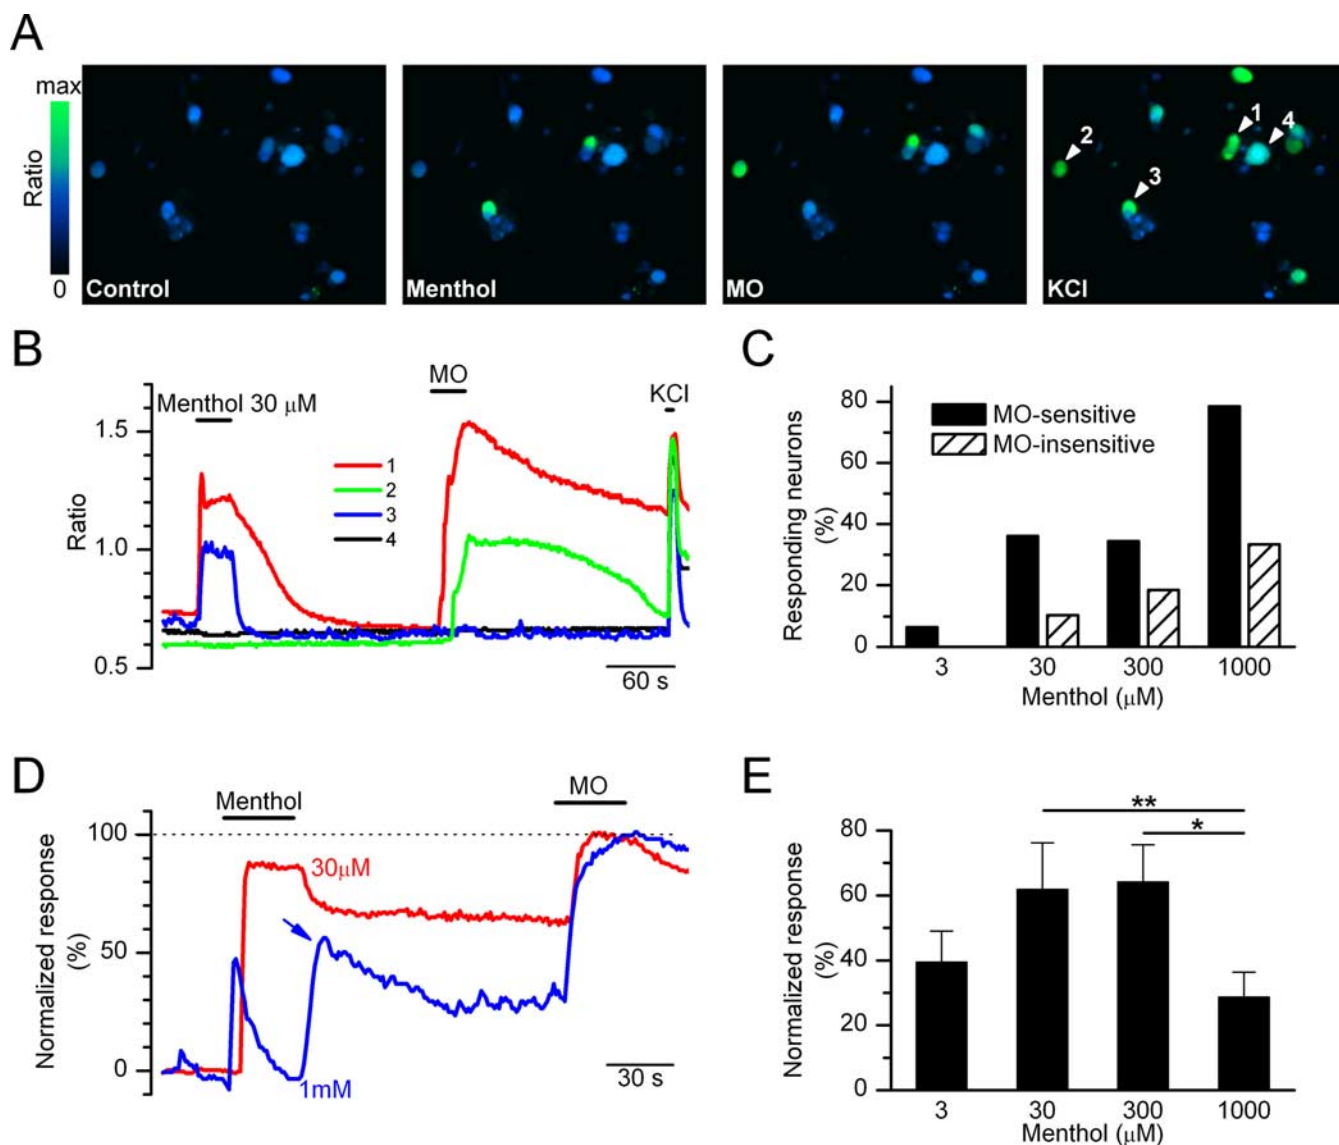 A
max
Ratio
0
Control
Menthol
MO
KCl
1
2
3
4
B
Menthol 30 μM
MO
KCl
1
2
3
4
Ratio
1.5
1.0
0.5
60 s
C
MO-sensitive
MO-insensitive
Responding neurons
(%)
80
60
40
20
0
3 30 300 1000
Menthol (μM)
D
Menthol
MO
Normalized response
(%)
100
50
0
30μM
1mM
30 s
E
**
*
Normalized response
(%)
80
60
40
20
0
3 30 300 1000
Menthol (μM)